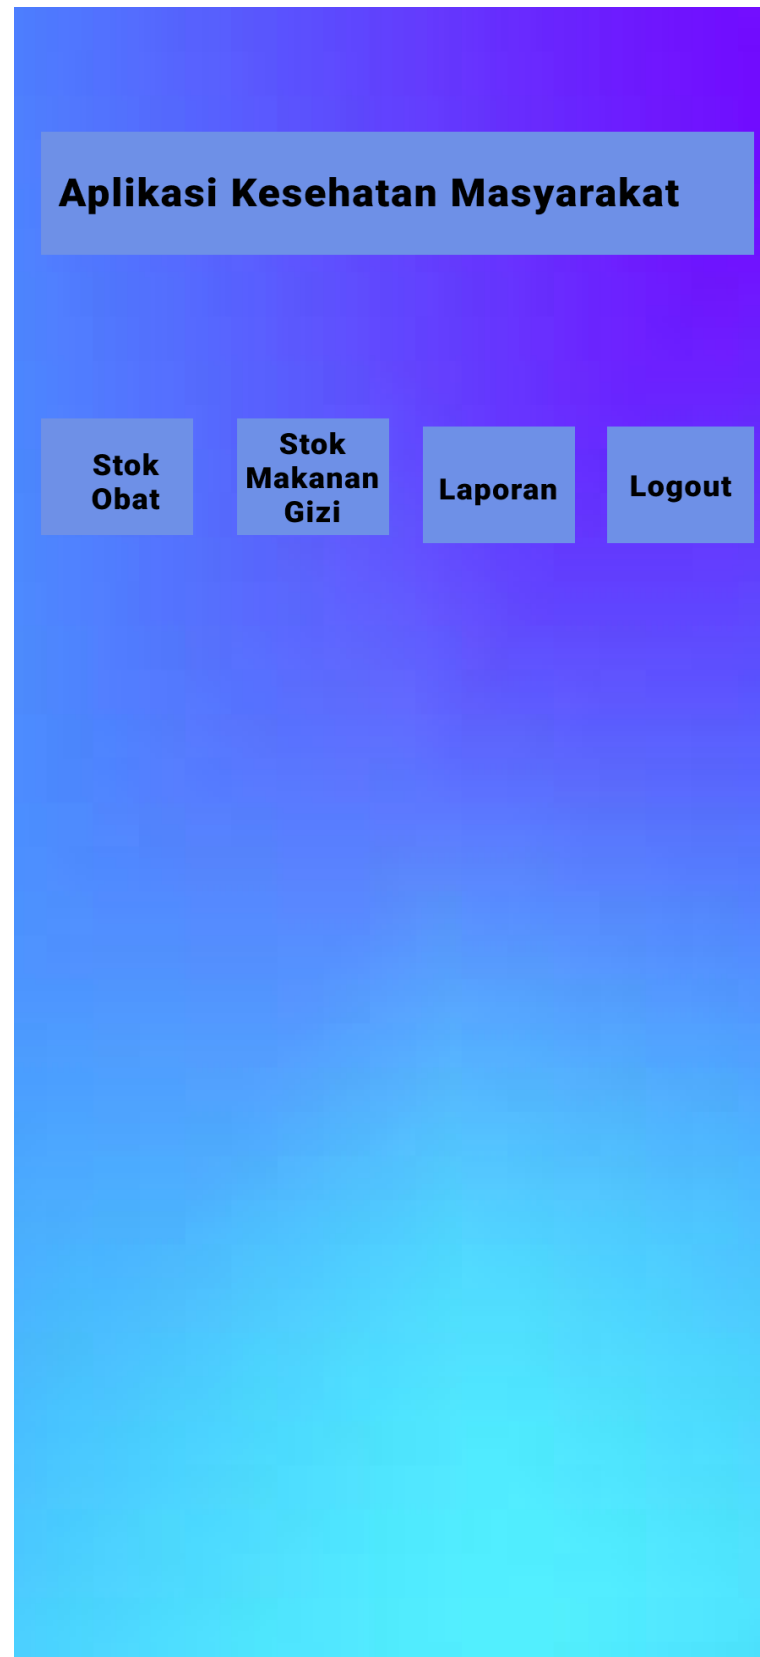 Aplikasi Kesehatan Masyarakat
Stok
Obat
Stok
Makanan
Gizi
Laporan
Logout